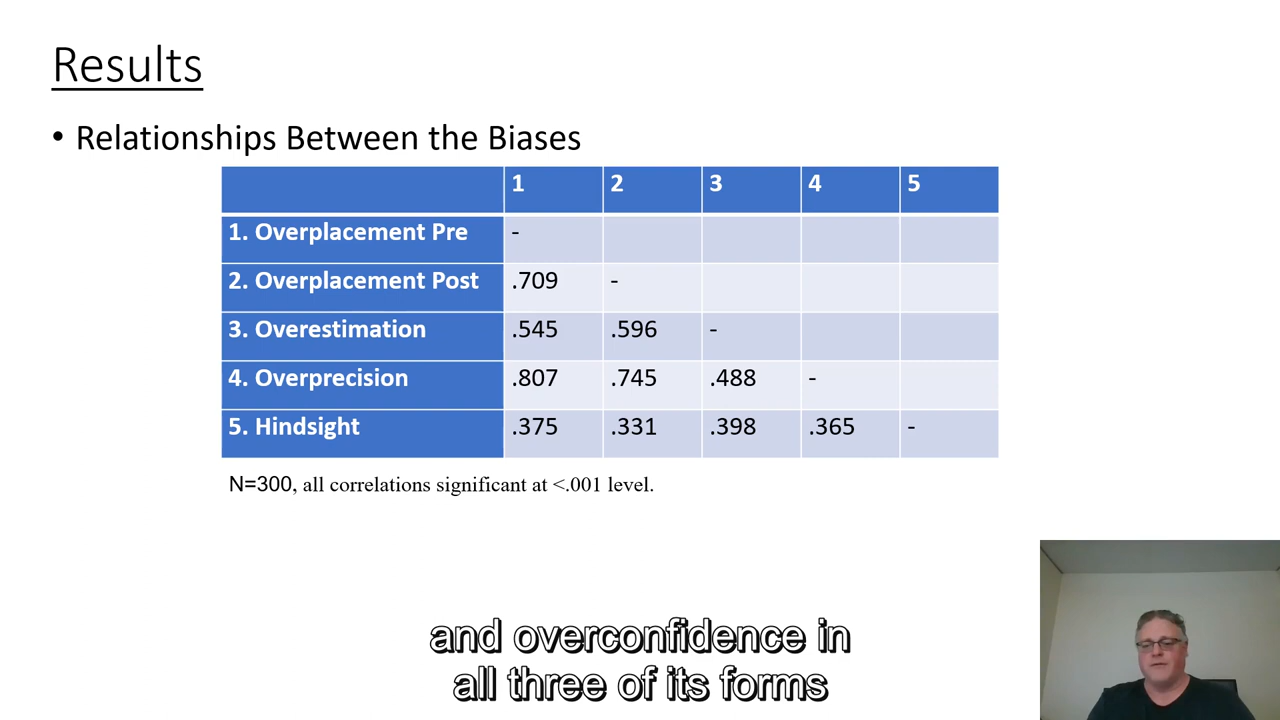 Results
• Relationships Between the Biases
1 2 3 4 5
1. Overplacement Pre -
2. Overplacement Post .709 -
3. Overestimation .545 .596 -
4. Overprecision .807 .745 .488 -
5. Hindsight .375 .331 .398 .365 -
N=300, all correlations significant at <.001 level.
and overconfidence in
all three of its forms